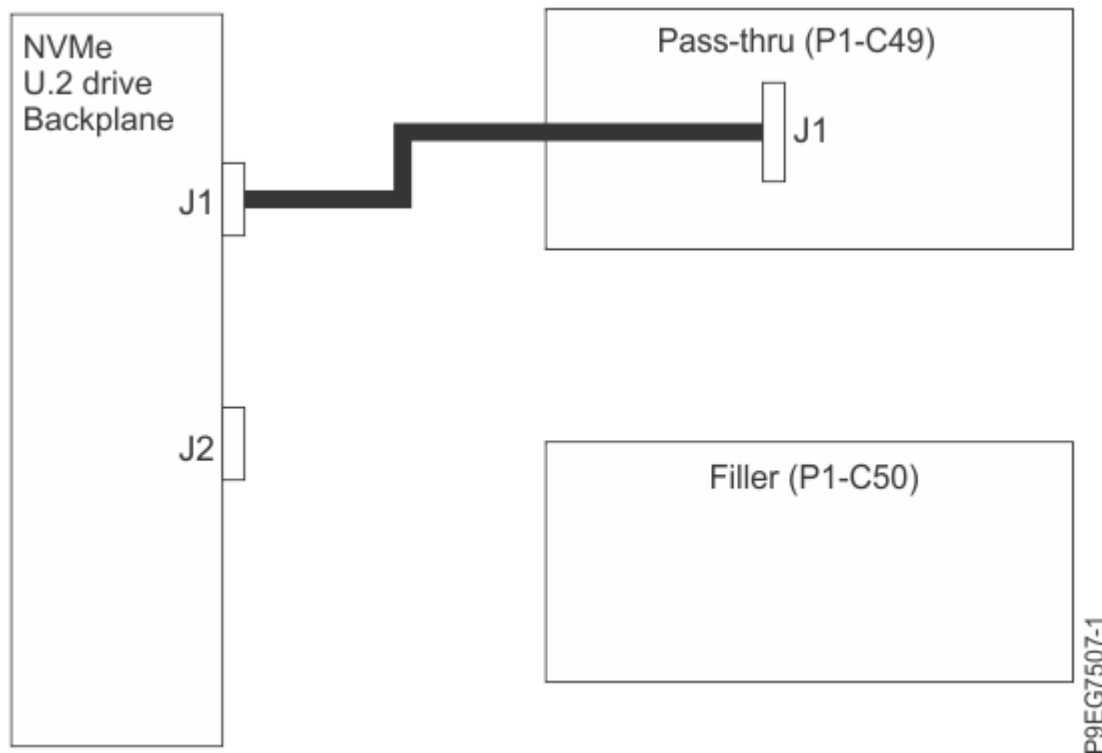 NVMe
U.2 drive
Backplane
Pass-thru (P1-C49)
J1
J1
J2
Filler (P1-C50)
P9EG7507-1